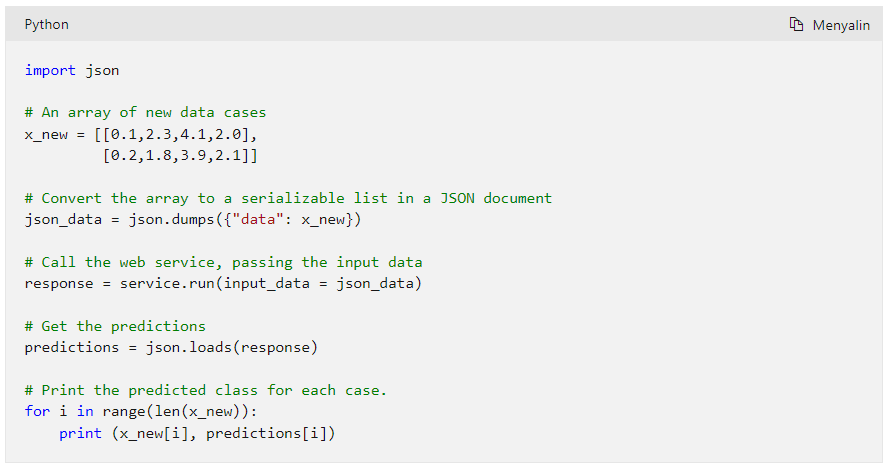 Python
Menyalin
import json
# An array of new data cases
x_new = [[0.1,2.3,4.1,2.0],
         [0.2,1.8,3.9,2.1]]
# Convert the array to a serializable list in a JSON document
json_data = json.dumps({"data": x_new})
# Call the web service, passing the input data
response = service.run(input_data = json_data)
# Get the predictions
predictions = json.loads(response)
# Print the predicted class for each case.
for i in range(len(x_new)):
    print (x_new[i], predictions[i])